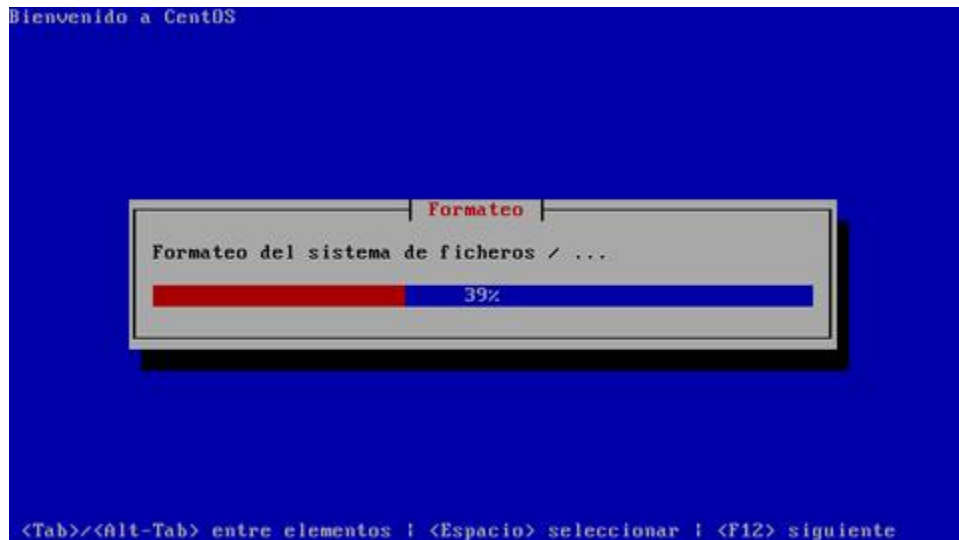 Bienvenido a CentOS
Formateo
Formateo del sistema de ficheros / ...
39%
<Tab>/<Alt-Tab> entre elementos | <Espacio> seleccionar | <F12> siguiente